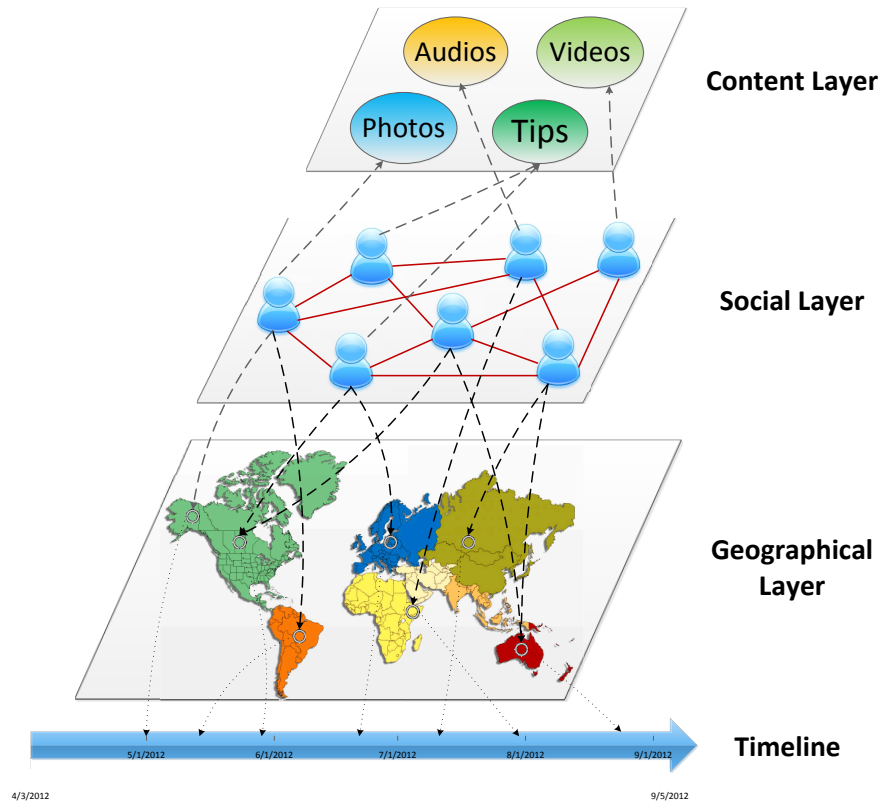 Audios
Videos
Content Layer
Photos
Tips
Social Layer
Geographical
Layer
Timeline
5/1/2012
6/1/2012
7/1/2012
8/1/2012
9/1/2012
4/3/2012
9/5/2012